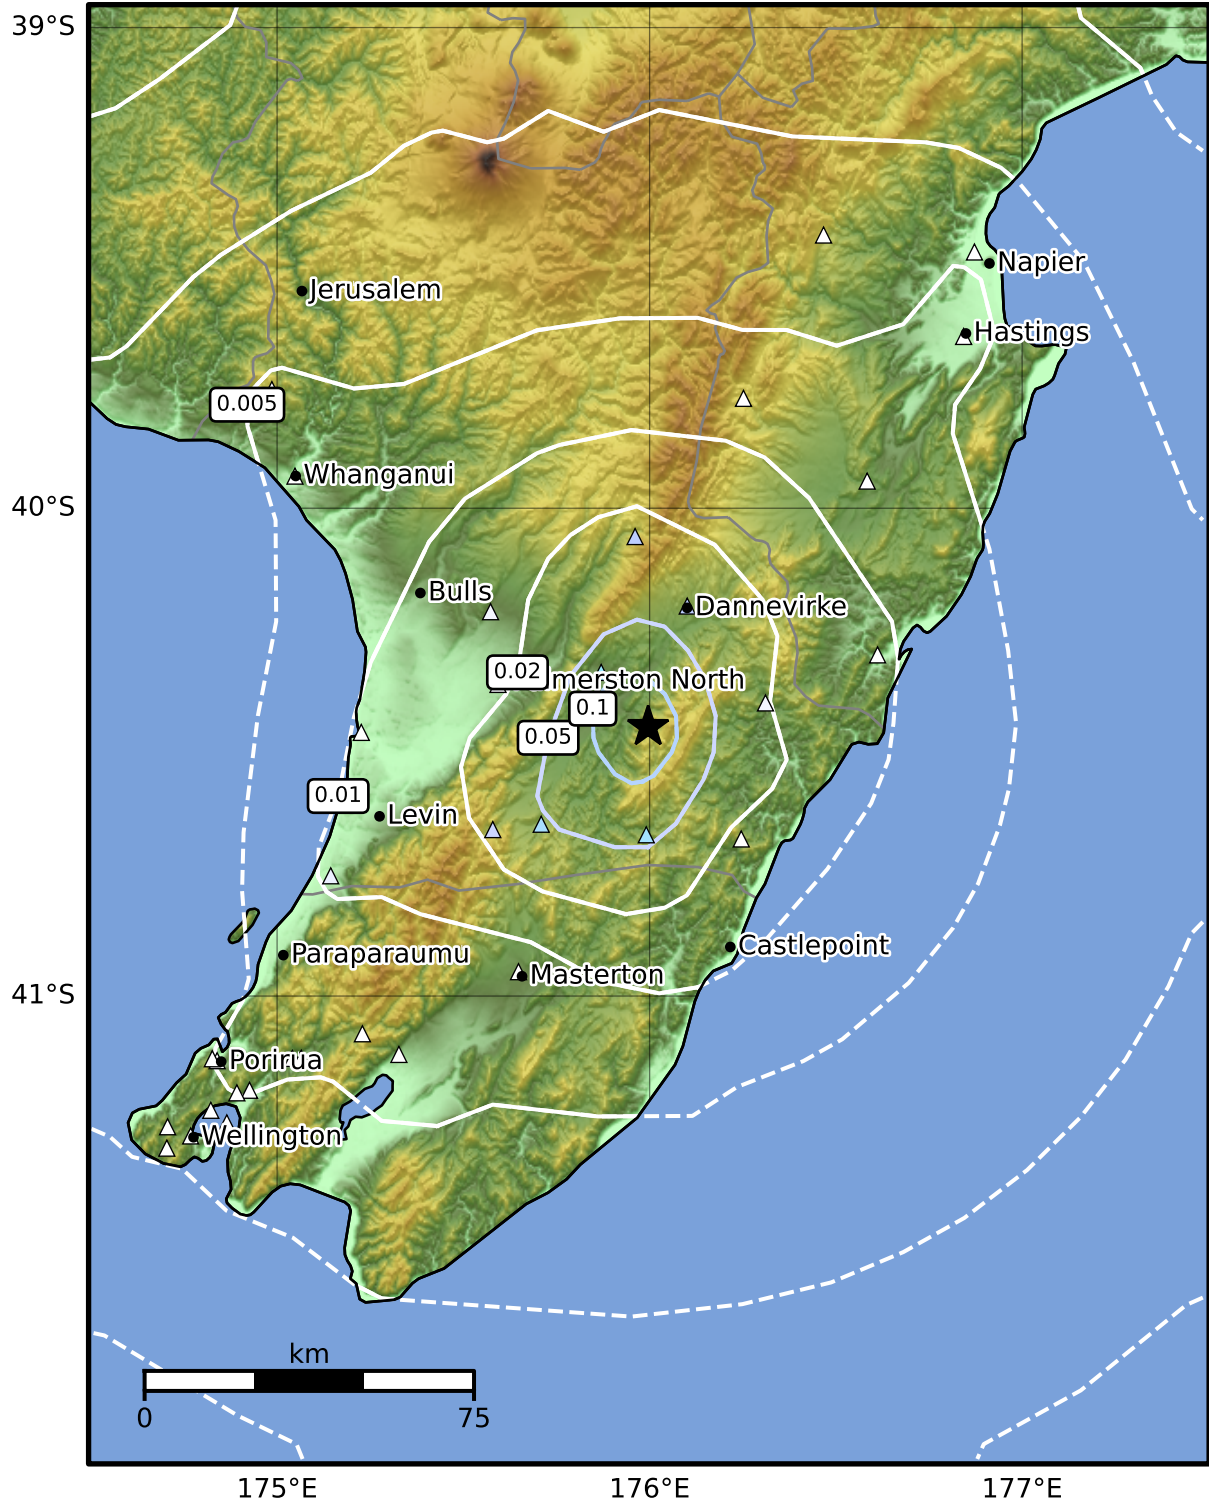 39°S
Napier
Jerusalem
Hastings
0.005
Whanganui
40°S
Bulls
Dannevirke
0.02
merston North
0.1
0.05
0.01
Levin
Castlepoint
Paraparaumu
Masterton
41°S
Porirua
Wellington
km
0
75
175°E
176°E
177°E